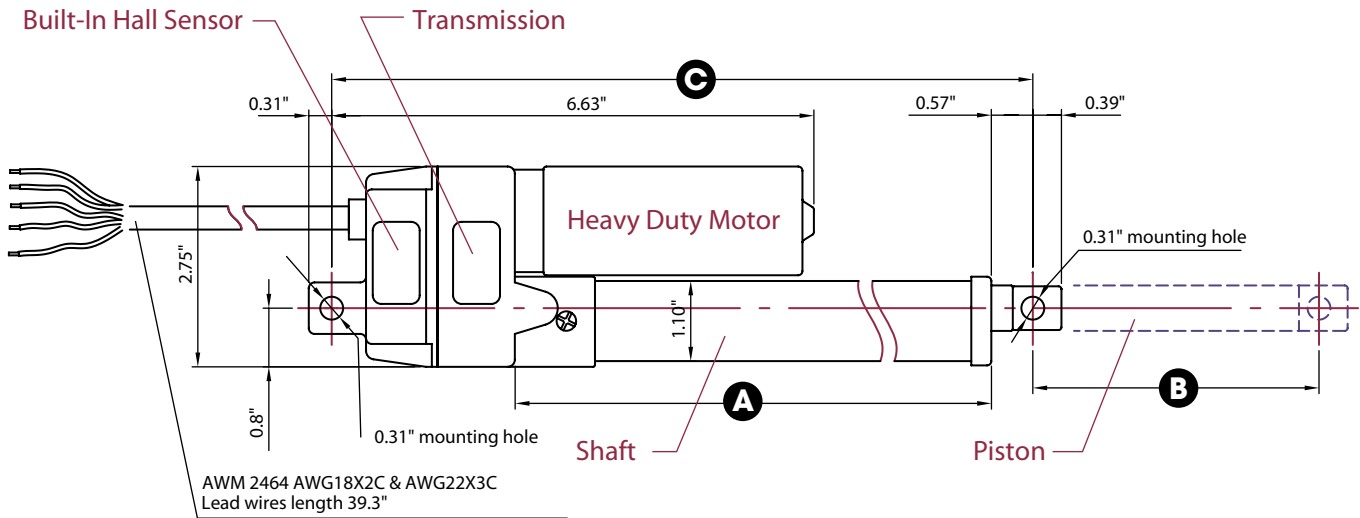 Built-In Hall Sensor
Transmission
C
0.31"
6.63"
0.57"
0.39"
Heavy Duty Motor
0.31" mounting hole
2.75"
1.10"
B
A
0.8"
0.31" mounting hole
Shaft
Piston
AWM 2464 AWG18X2C & AWG22X3C
Lead wires length 39.3"